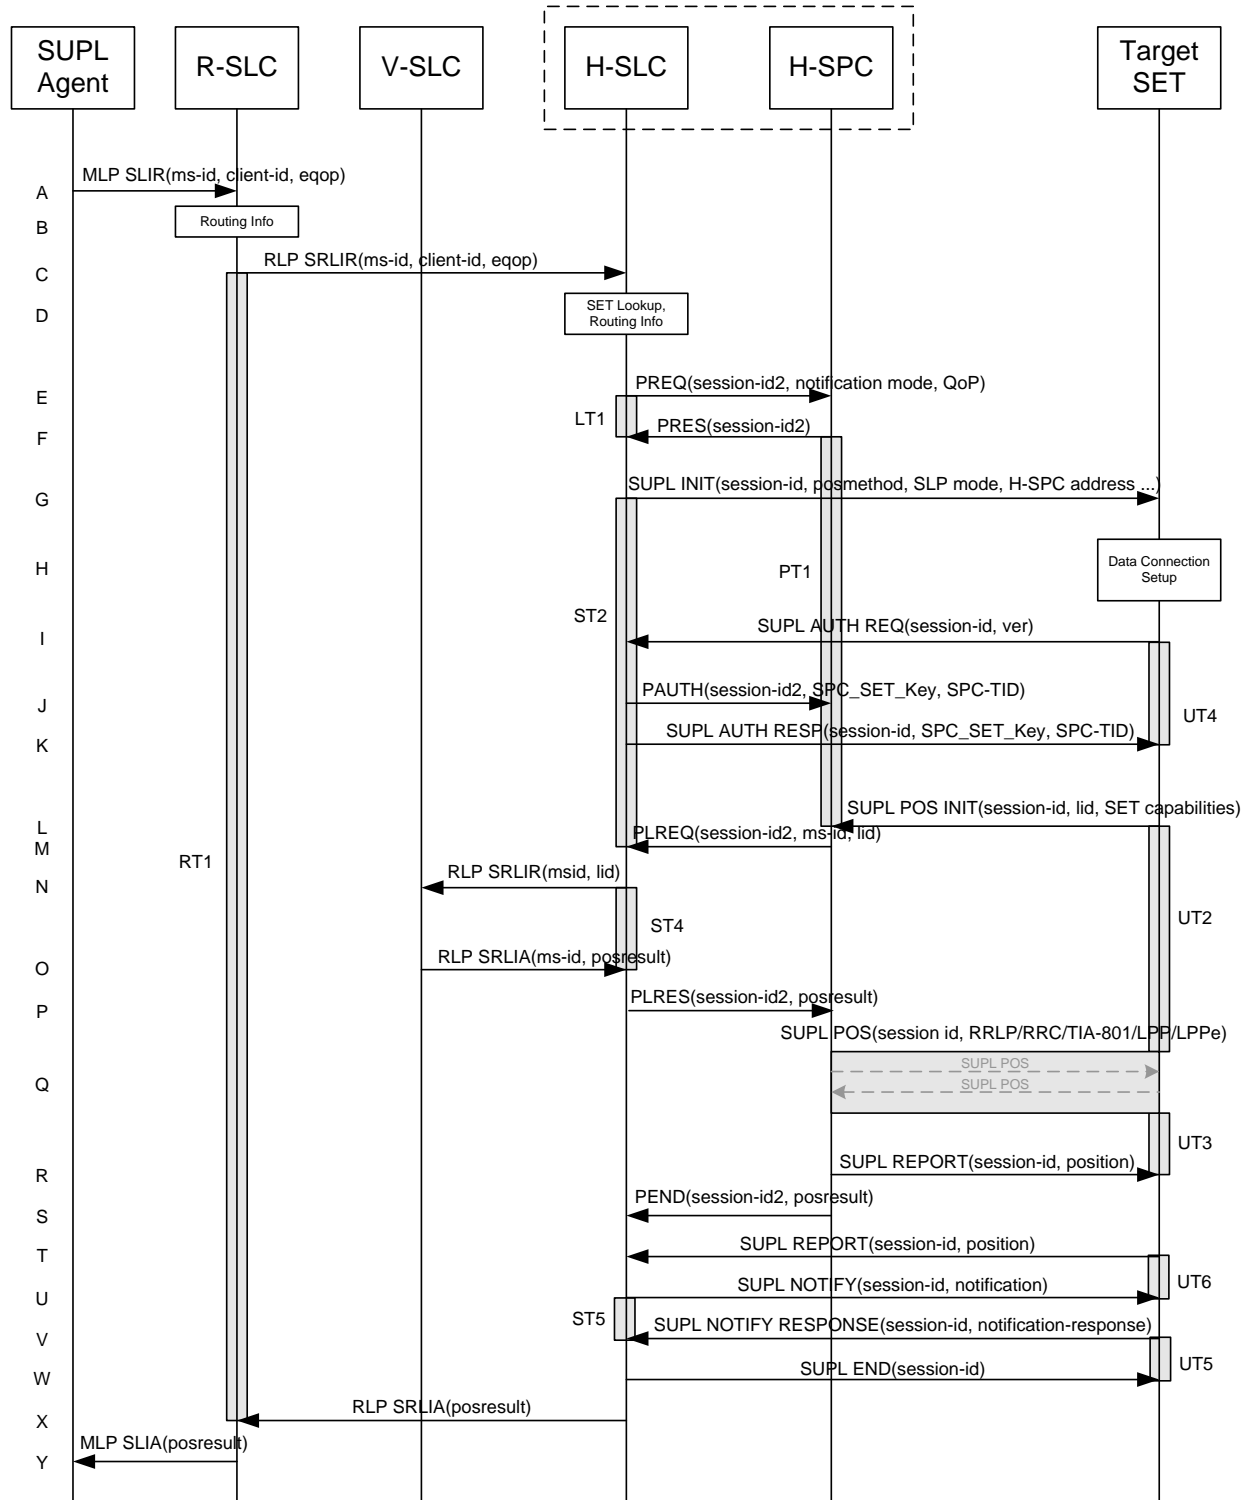 SUPL
Agent
R-SLC
V-SLC
H-SLC
H-SPC
Target
SET
A
MLP SLIR(ms-id, client-id, eqop)
B
Routing Info
C
RLP SRLIR(ms-id, client-id, eqop)
D
SET Lookup,
Routing Info
E
PREQ(session-id2, notification mode, QoP)
LT1
F
PRES(session-id2)
G
SUPL INIT(session-id, posmethod, SLP mode, H-SPC address ...)
H
PT1
Data Connection
Setup
ST2
I
SUPL AUTH REQ(session-id, ver)
J
PAUTH(session-id2, SPC_SET_Key, SPC-TID)
UT4
K
SUPL AUTH RESP(session-id, SPC_SET_Key, SPC-TID)
L
SUPL POS INIT(session-id, lid, SET capabilities)
M
PLREQ(session-id2, ms-id, lid)
RT1
N
RLP SRLIR(msid, lid)
ST4
UT2
O
RLP SRLIA(ms-id, posresult)
P
PLRES(session-id2, posresult)
SUPL POS(session id, RRLP/RRC/TIA-801/LPP/LPPe)
SUPL POS
Q
SUPL POS
UT3
R
SUPL REPORT(session-id, position)
S
PEND(session-id2, posresult)
T
SUPL REPORT(session-id, position)
UT6
U
SUPL NOTIFY(session-id, notification)
ST5
V
SUPL NOTIFY RESPONSE(session-id, notification-response)
UT5
W
SUPL END(session-id)
X
RLP SRLIA(posresult)
Y
MLP SLIA(posresult)